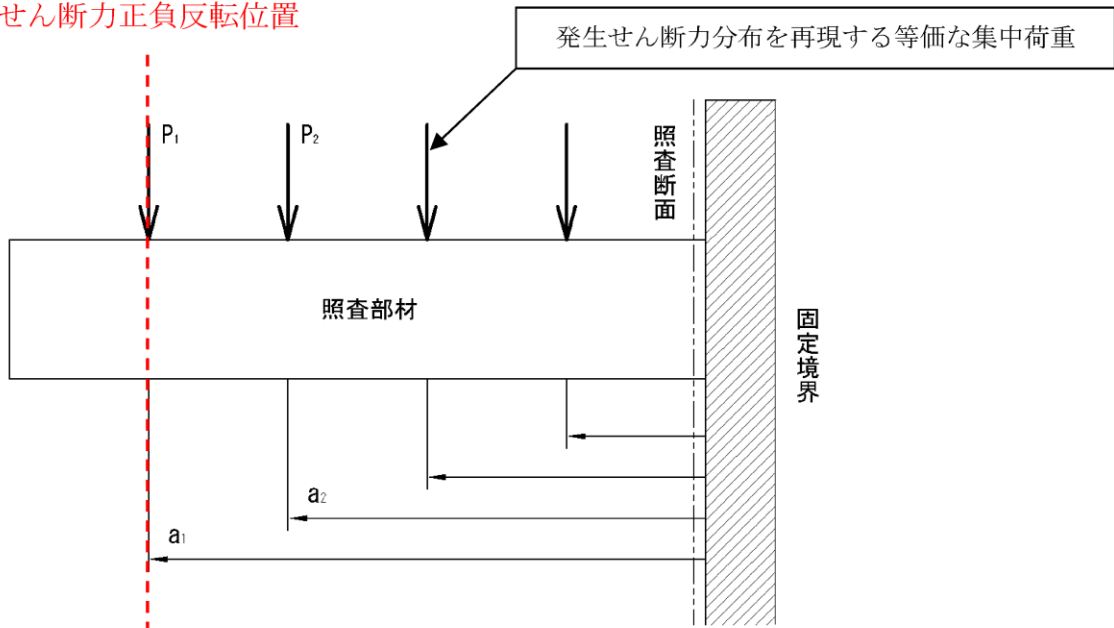 せん断力正負反転位置
発生せん断力分布を再現する等価な集中荷重
P₁
P₂
照査断面
照査部材
固定境界
a₂
a₁